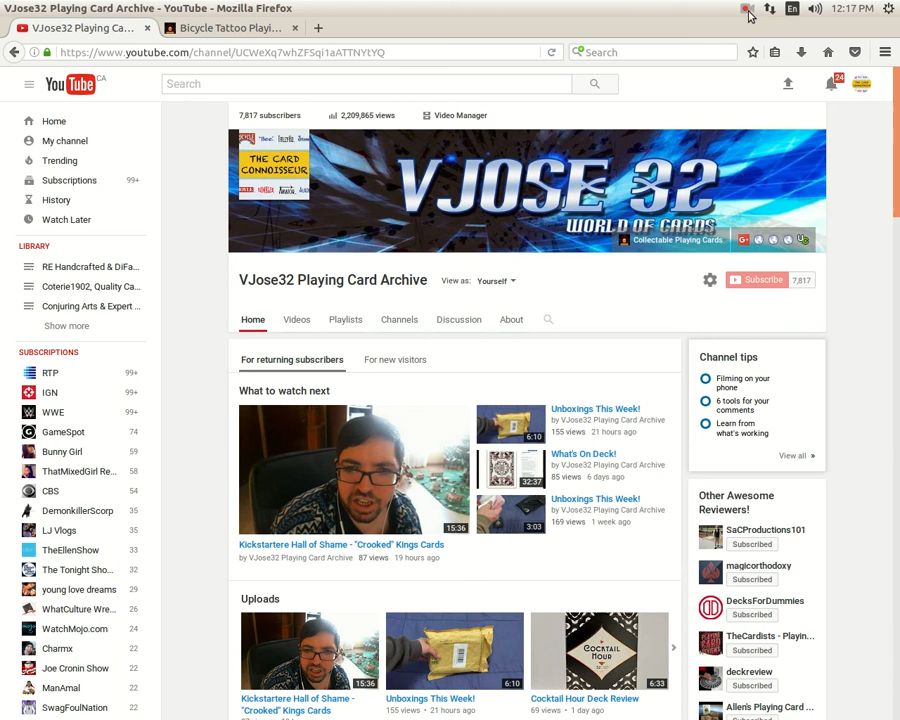 VJose32 Playing Card Archive - YouTube - Mozilla Firefox
En
12:17 PM
VJose32 Playing Ca...
Bicycle Tattoo Playi...
https://www.youtube.com/channel/UCWeXq7whZFSqi1aATTNYtYQ
Search
YouTube CA
Search
24
7,817 subscribers
2,209,865 views
Video Manager
Home
My channel
Trending
Subscriptions 99+
History
Watch Later
LIBRARY
RE Handcrafted & DiFa...
Coterie1902, Quality Ca...
Conjuring Arts & Expert ...
Show more
SUBSCRIPTIONS
RTP 99+
IGN 99+
WWE 99+
GameSpot 74
Bunny Girl 59
ThatMixedGirl Re... 58
CBS 54
DemonkillerScorp 35
LJ Vlogs 35
TheEllenShow 33
The Tonight Sho... 32
young love dreams 29
WhatCulture Wre... 26
WatchMojo.com 24
Charmx 22
Joe Cronin Show 22
ManAmal 22
SwagFoulNation 22
THE CARD
CONNOISSEUR
VJOSE 32
WORLD OF CARDS
Collectable Playing Cards
VJose32 Playing Card Archive
View as: Yourself
Subscribe 7,817
Home
Videos
Playlists
Channels
Discussion
About
For returning subscribers
For new visitors
What to watch next
15:36
Kickstartere Hall of Shame - "Crooked" Kings Cards
by VJose32 Playing Card Archive 87 views • 19 hours ago
6:10
Unboxings This Week!
by VJose32 Playing Card Archive
155 views • 21 hours ago
32:37
What's On Deck!
by VJose32 Playing Card Archive
85 views • 6 days ago
3:03
Unboxings This Week!
by VJose32 Playing Card Archive
169 views • 1 week ago
Uploads
15:36
Kickstartere Hall of Shame -
"Crooked" Kings Cards
6:10
Unboxings This Week!
155 views • 21 hours ago
COCKTAIL
HOUR
6:33
Cocktail Hour Deck Review
69 views • 1 day ago
Channel tips
Filming on your
phone
6 tools for your
comments
Learn from
what's working
View all »
Other Awesome
Reviewers!
SaCProductions101
Subscribed
magicorthodoxy
Subscribed
DecksForDummies
Subscribed
TheCardists - Playin...
Subscribed
deckreview
Subscribed
Allen's Playing Card ...
Subscribed